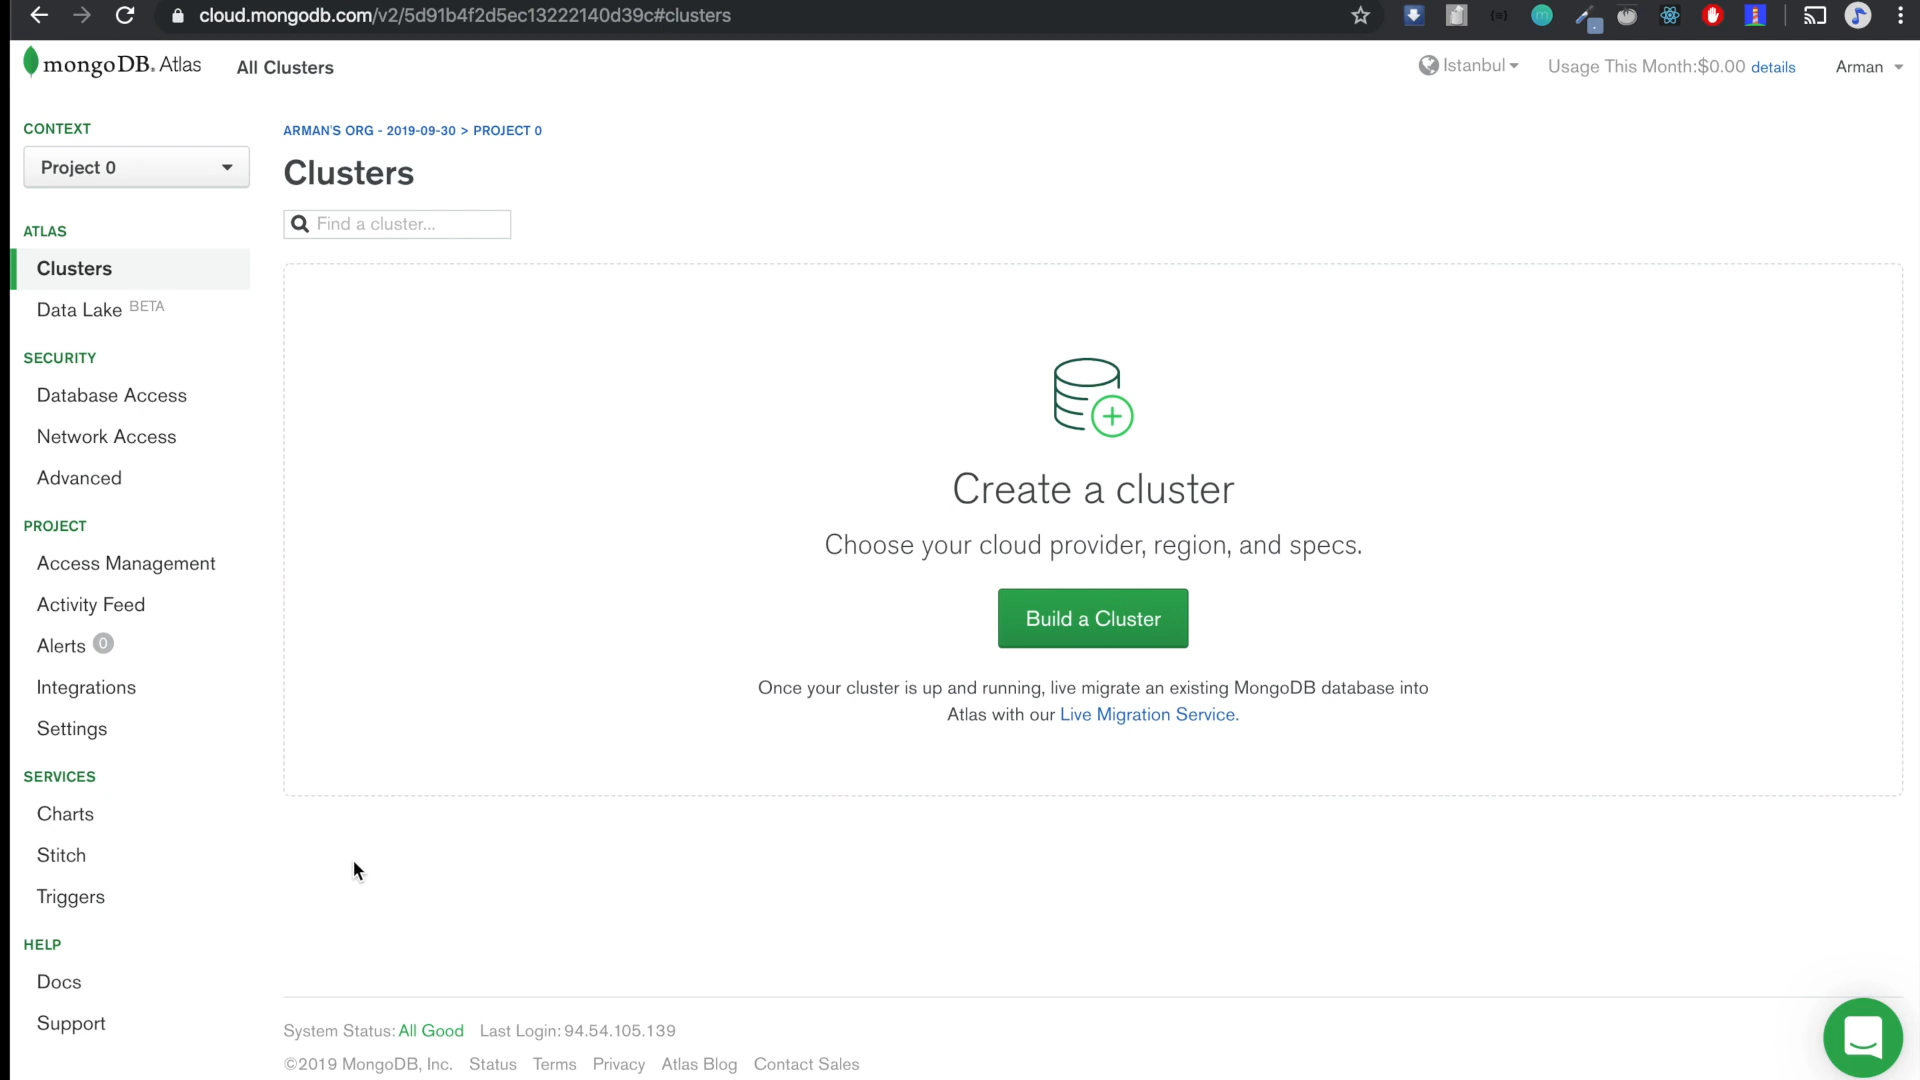 cloud.mongodb.com/v2/5d91b4f2d5ec13222140d39c#clusters
mongoDB. Atlas
All Clusters
Istanbul
Usage This Month:$0.00 details
Arman
CONTEXT
Project 0
ATLAS
Clusters
Data Lake BETA
SECURITY
Database Access
Network Access
Advanced
PROJECT
Access Management
Activity Feed
Alerts 0
Integrations
Settings
SERVICES
Charts
Stitch
Triggers
HELP
Docs
Support
ARMAN'S ORG - 2019-09-30 > PROJECT 0
Clusters
Find a cluster...
Create a cluster
Choose your cloud provider, region, and specs.
Build a Cluster
Once your cluster is up and running, live migrate an existing MongoDB database into
Atlas with our Live Migration Service.
System Status: All Good Last Login: 94.54.105.139
©2019 MongoDB, Inc. Status Terms Privacy Atlas Blog Contact Sales